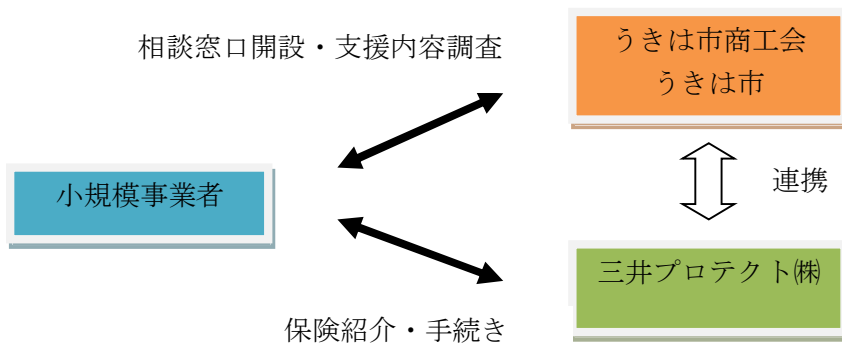 相談窓口開設・支援内容調査
うきは市商工会
うきは市
連携
小規模事業者
三井プロテクト㈱
保険紹介・手続き